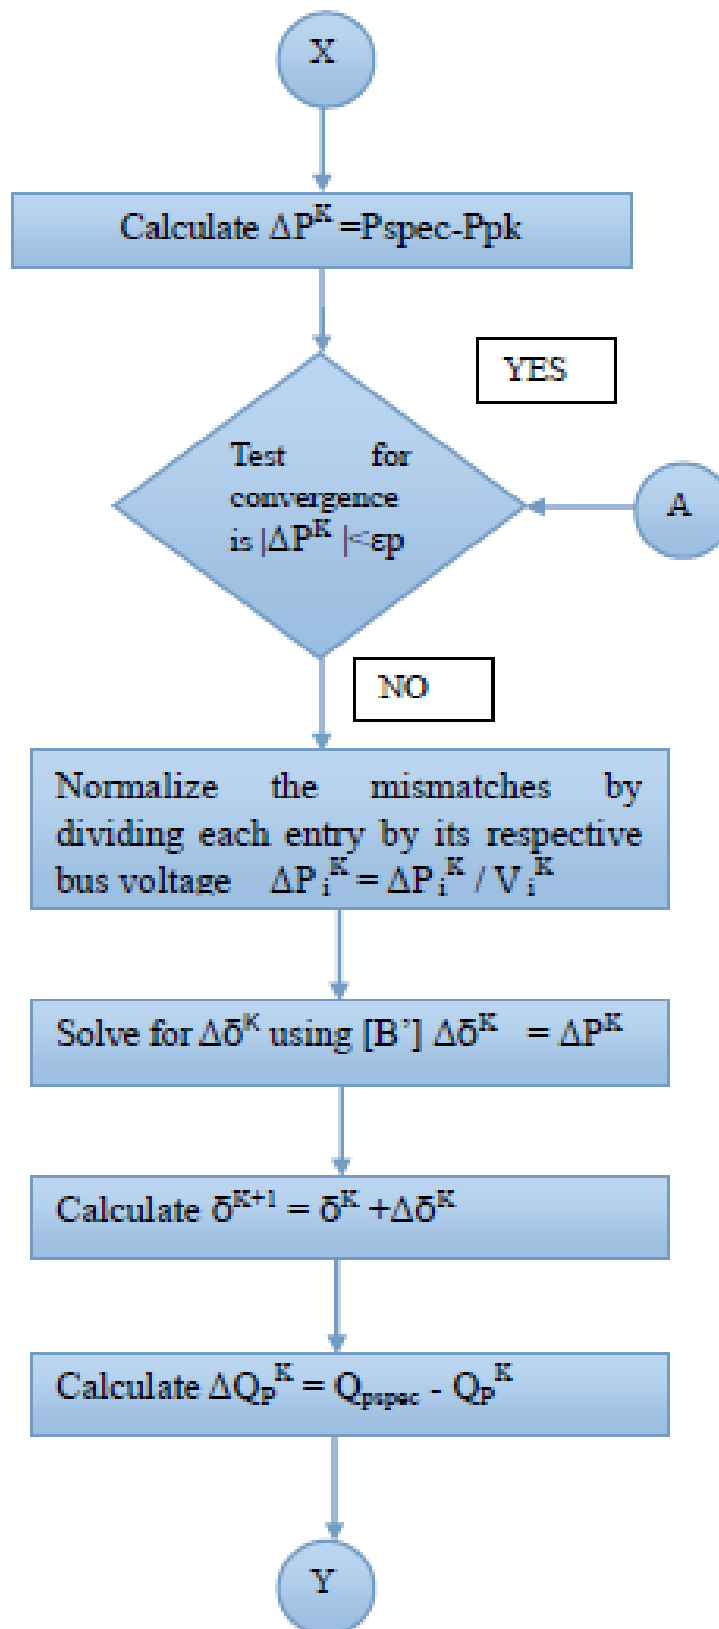 X
Calculate ΔP^K =Pspec-Ppk
YES
Test for
convergence
is |ΔP^K |<εp
A
NO
Normalize the mismatches by
dividing each entry by its respective
bus voltage ΔP_i^K = ΔP_i^K / V_i^K
Solve for Δδ^K using [B’] Δδ^K = ΔP^K
Calculate δ^K+1 = δ^K +Δδ^K
Calculate ΔQ_P^K = Q_pspec - Q_P^K
Y